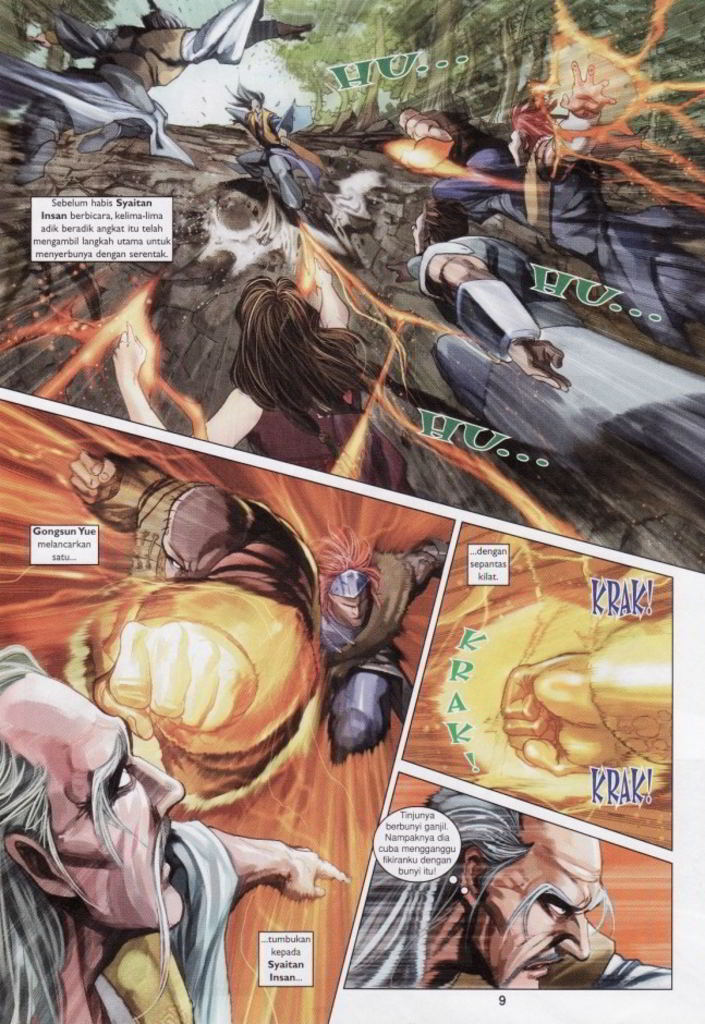 HU...
Sebelum habis Syaitan
Insan berbicara, kelima-lima
adik beradik angkat itu telah
mengambil langkah utama untuk
menyerbunya dengan serentak.
HU...
HU...
Gongsun Yue
melancarkan
satu...
...tumbukan
kepada
Syaitan
Insan...
...dengan
sepantas
kilat.
KRAK!
KRAK!
KRAK!
Tinjunya
berbunyi ganjil.
Nampaknya dia
cuba mengganggu
fikiranku dengan
bunyi itu!
9